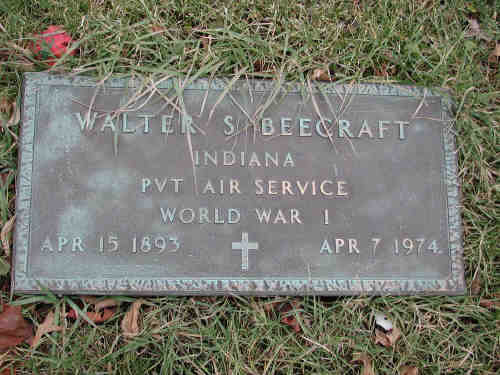 WALTER S BEECRAFT
INDIANA
PVT AIR SERVICE
WORLD WAR I
APR 15 1893 APR 7 1974